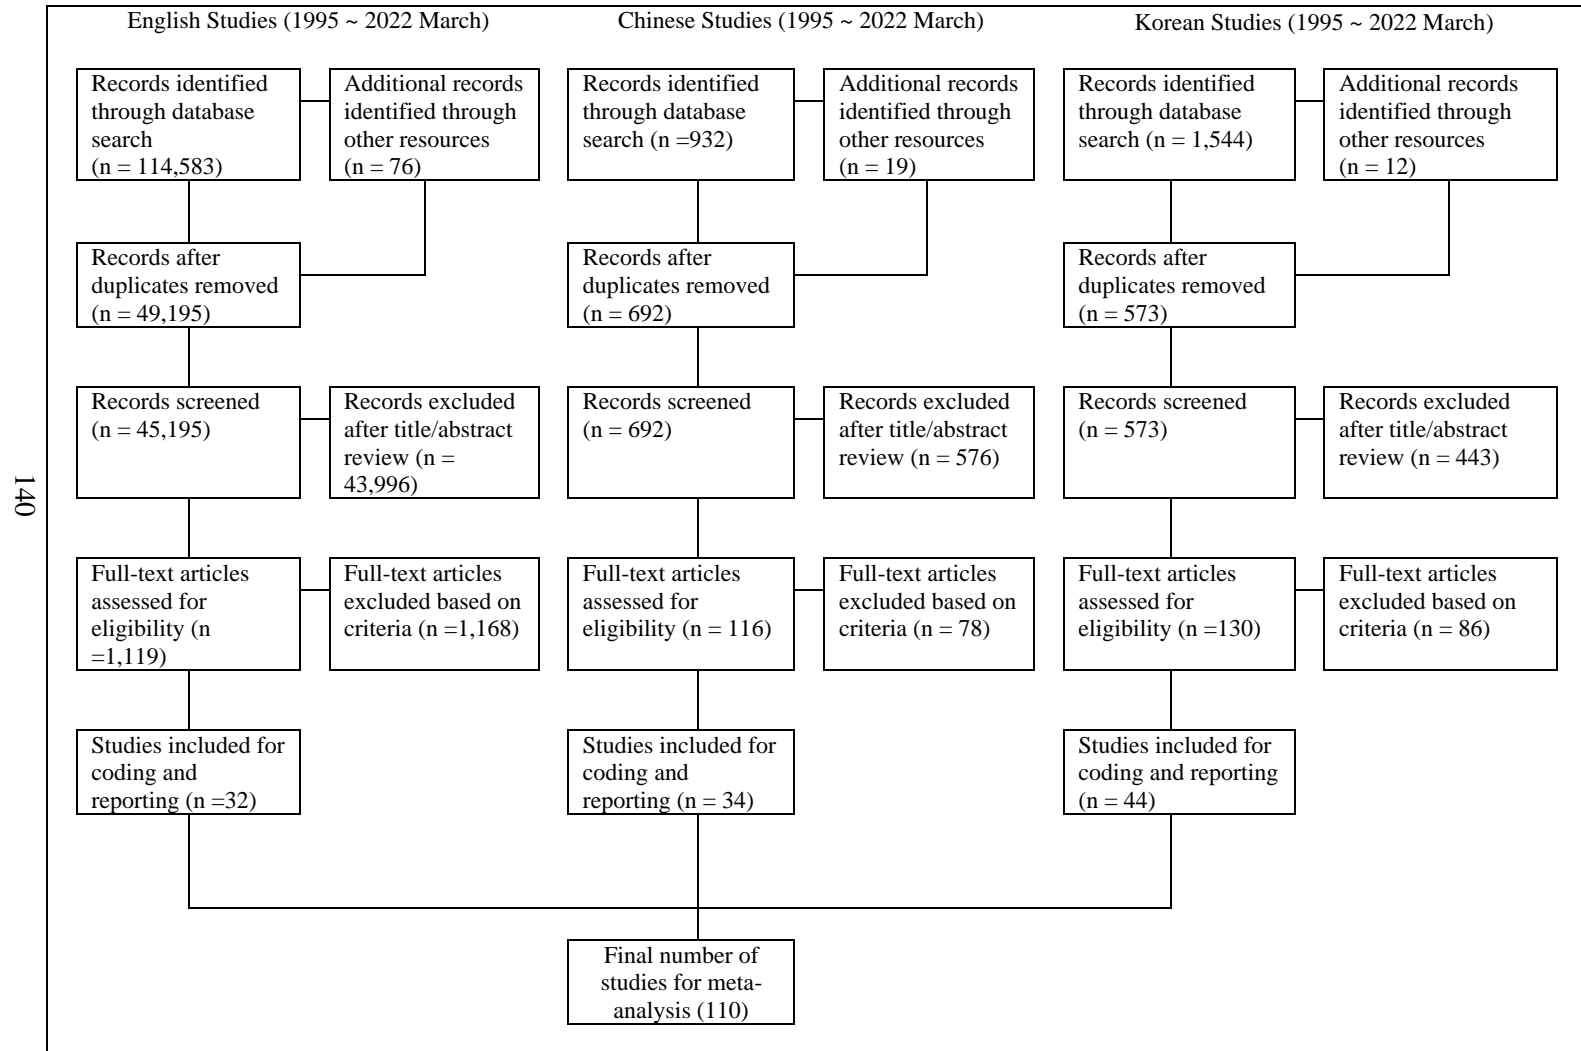 English Studies (1995 ~ 2022 March)
Chinese Studies (1995 ~ 2022 March)
Korean Studies (1995 ~ 2022 March)
Records identified
through database
search
(n = 114,583)
Additional records
identified through
other resources
(n = 76)
Records identified
through database
search (n =932)
Additional records
identified through
other resources
(n = 19)
Records identified
through database
search (n = 1,544)
Additional records
identified through
other resources
(n = 12)
Records after
duplicates removed
(n = 49,195)
Records after
duplicates removed
(n = 692)
Records after
duplicates removed
(n = 573)
Records screened
(n = 45,195)
Records excluded
after title/abstract
review (n =
43,996)
Records screened
(n = 692)
Records excluded
after title/abstract
review (n = 576)
Records screened
(n = 573)
Records excluded
after title/abstract
review (n = 443)
140
Full-text articles
assessed for
eligibility (n
=1,119)
Full-text articles
excluded based on
criteria (n =1,168)
Full-text articles
assessed for
eligibility (n = 116)
Full-text articles
excluded based on
criteria (n = 78)
Full-text articles
assessed for
eligibility (n =130)
Full-text articles
excluded based on
criteria (n = 86)
Studies included for
coding and
reporting (n =32)
Studies included for
coding and
reporting (n = 34)
Studies included for
coding and reporting
(n = 44)
Final number of
studies for meta-
analysis (110)